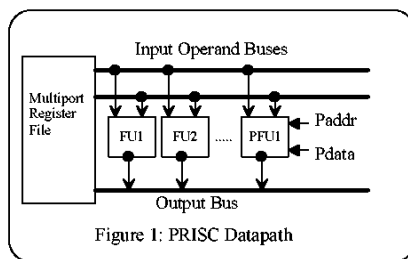 Input Operand Buses
Multiport
Register
File
FU1
FU2
.....
PFU1
Paddr
Pdata
Output Bus
Figure 1: PRISC Datapath